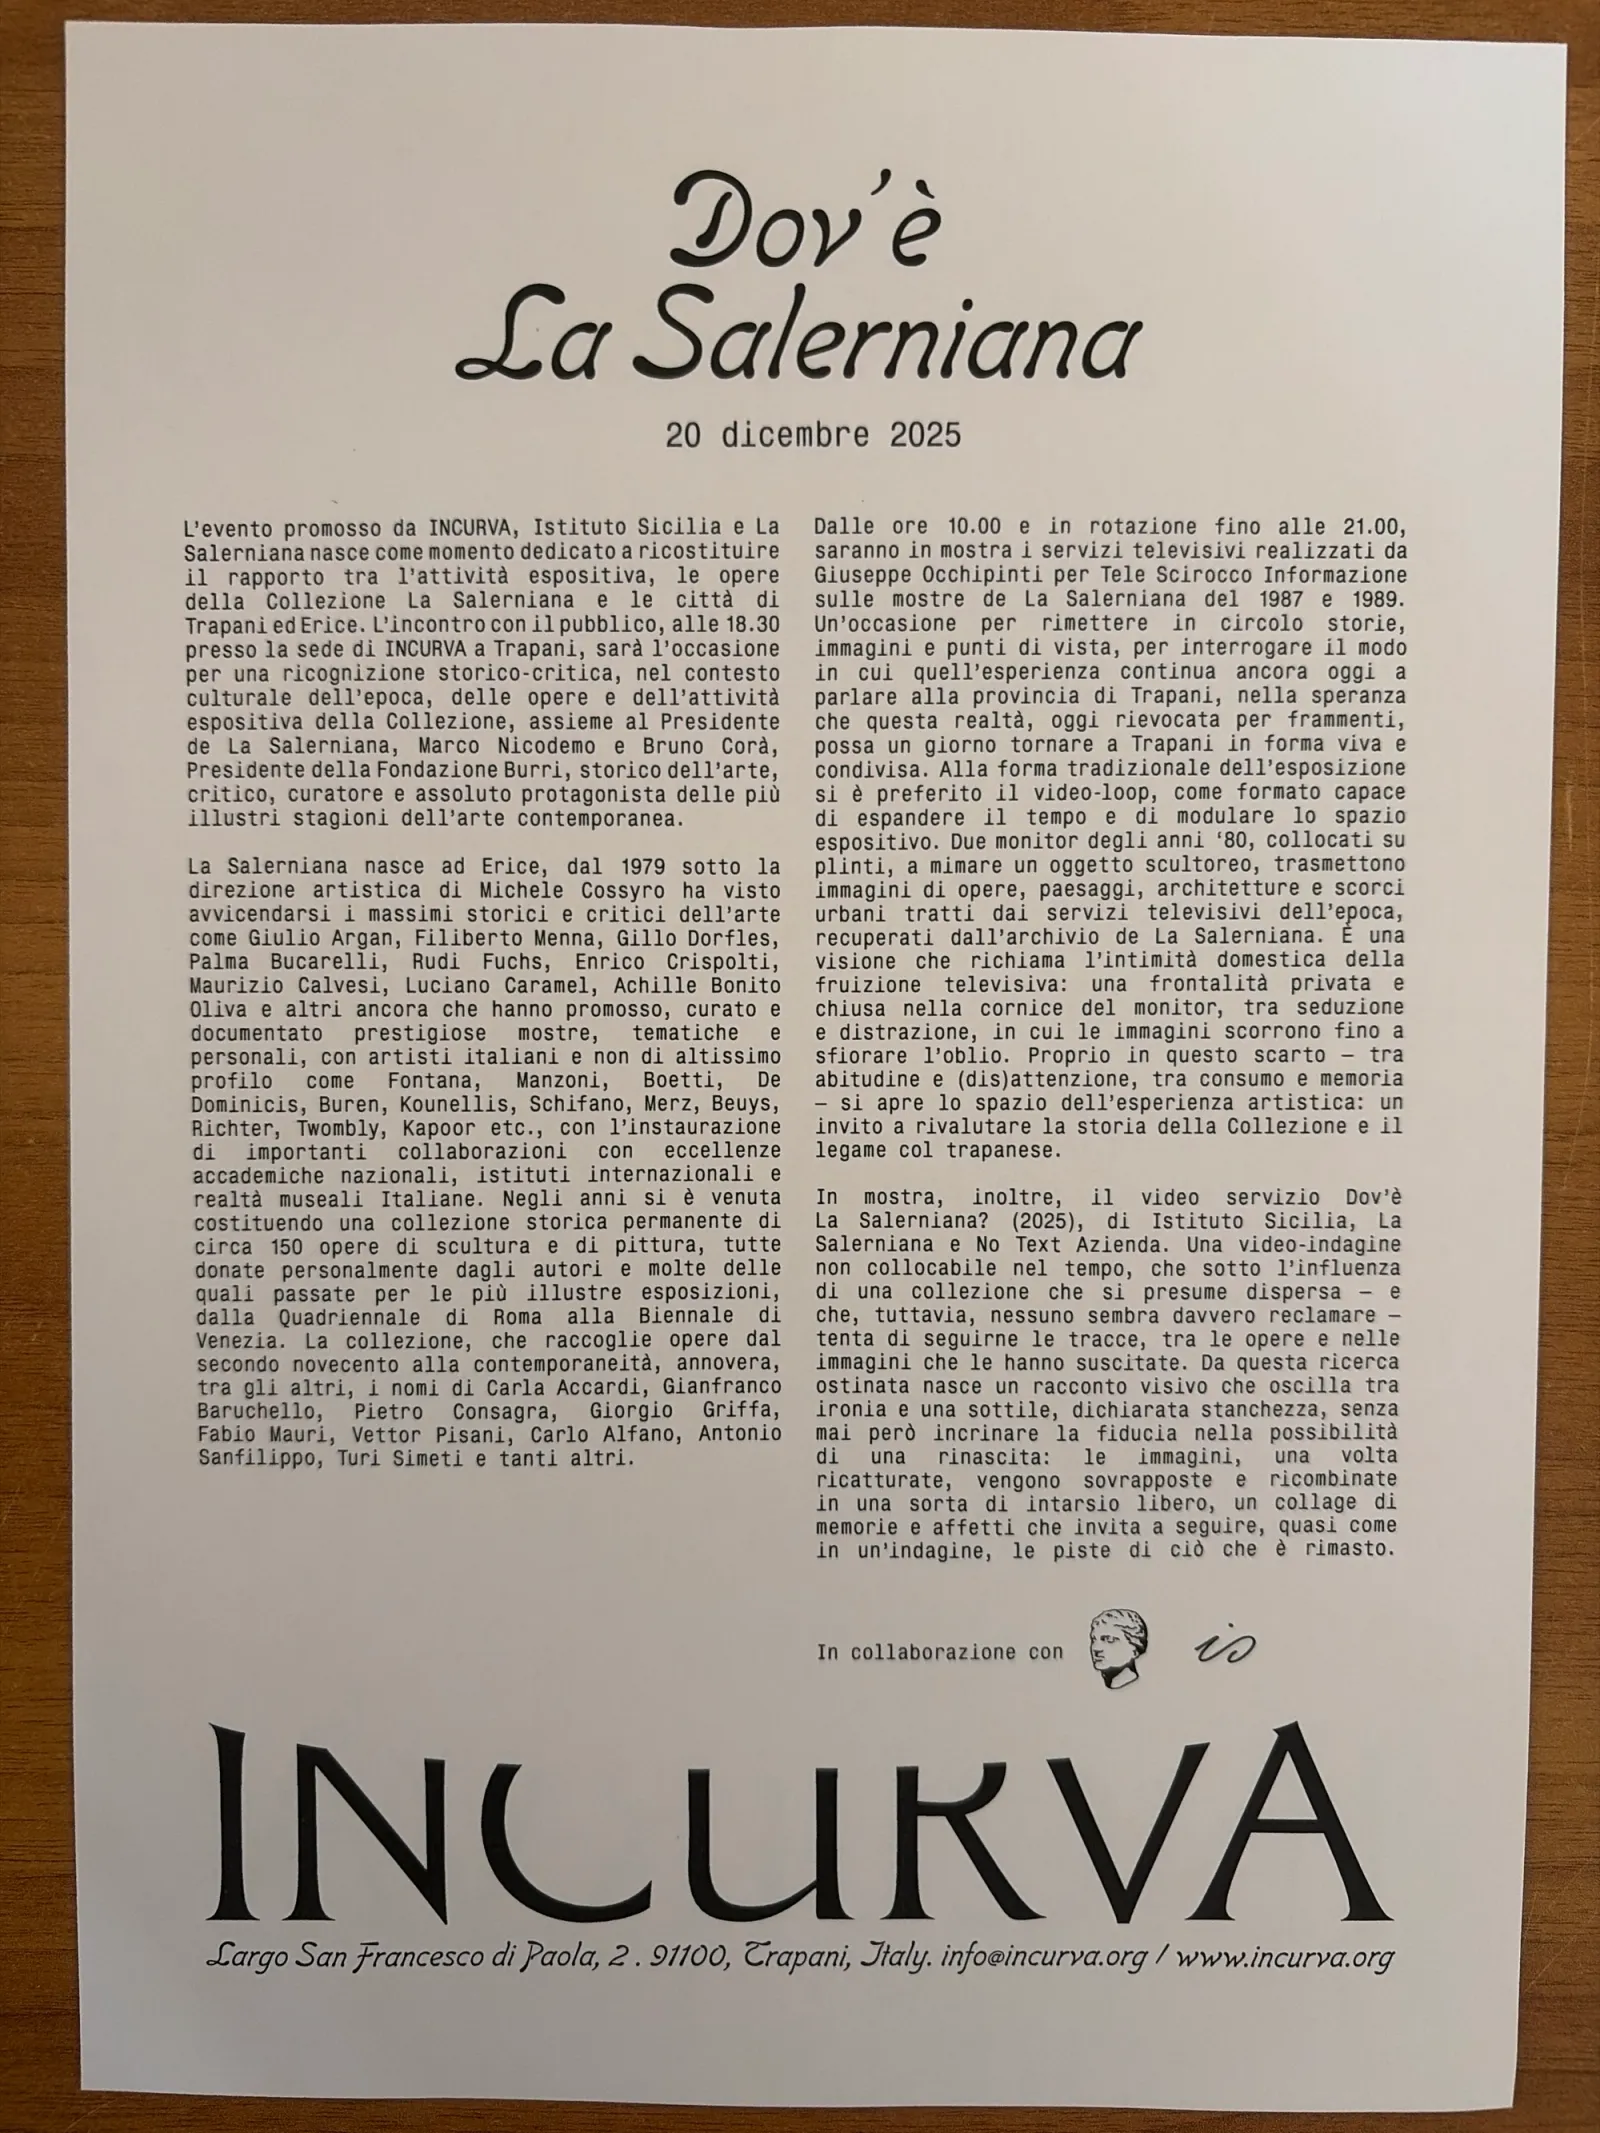 Dov'è
La Salerniana
20 dicembre 2025
L'evento promosso da INCURVA, Istituto Sicilia e La
Salerniana nasce come momento dedicato a ricostituire
il rapporto tra l'attività espositiva, le opere
della Collezione La Salerniana e le città di
Trapani ed Erice. L'incontro con il pubblico, alle 18.30
presso la sede di INCURVA a Trapani, sarà l'occasione
per una ricognizione storico-critica, nel contesto
culturale dell'epoca, delle opere e dell'attività
espositiva della Collezione, assieme al Presidente
de La Salerniana, Marco Nicodemo e Bruno Corà,
Presidente della Fondazione Burri, storico dell'arte,
critico, curatore e assoluto protagonista delle più
illustri stagioni dell'arte contemporanea.
La Salerniana nasce ad Erice, dal 1979 sotto la
direzione artistica di Michele Cossyro ha visto
avvicendarsi i massimi storici e critici dell'arte
come Giulio Argan, Filiberto Menna, Gillo Dorfles,
Palma Bucarelli, Rudi Fuchs, Enrico Crispolti,
Maurizio Calvesi, Luciano Caramel, Achille Bonito
Oliva e altri ancora che hanno promosso, curato e
documentato prestigiose mostre, tematiche e
personali, con artisti italiani e non di altissimo
profilo come Fontana, Manzoni, Boetti, De
Dominicis, Buren, Kounellis, Schifano, Merz, Beuys,
Richter, Twombly, Kapoor etc., con l'instaurazione
di importanti collaborazioni con eccellenze
accademiche nazionali, istituti internazionali e
realtà museali Italiane. Negli anni si è venuta
costituendo una collezione storica permanente di
circa 150 opere di scultura e di pittura, tutte
donate personalmente dagli autori e molte delle
quali passate per le più illustre esposizioni,
dalla Quadriennale di Roma alla Biennale di
Venezia. La collezione, che raccoglie opere dal
secondo novecento alla contemporaneità, annovera,
tra gli altri, i nomi di Carla Accardi, Gianfranco
Baruchello, Pietro Consagra, Giorgio Griffa,
Fabio Mauri, Vettor Pisani, Carlo Alfano, Antonio
Sanfilippo, Turi Simeti e tanti altri.
Dalle ore 10.00 e in rotazione fino alle 21.00,
saranno in mostra i servizi televisivi realizzati da
Giuseppe Occhipinti per Tele Scirocco Informazione
sulle mostre de La Salerniana del 1987 e 1989.
Un'occasione per rimettere in circolo storie,
immagini e punti di vista, per interrogare il modo
in cui quell'esperienza continua ancora oggi a
parlare alla provincia di Trapani, nella speranza
che questa realtà, oggi rievocata per frammenti,
possa un giorno tornare a Trapani in forma viva e
condivisa. Alla forma tradizionale dell'esposizione
si è preferito il video-loop, come formato capace
di espandere il tempo e di modulare lo spazio
espositivo. Due monitor degli anni ‘80, collocati su
plinti, a mimare un oggetto scultoreo, trasmettono
immagini di opere, paesaggi, architetture e scorci
urbani tratti dai servizi televisivi dell'epoca,
recuperati dall'archivio de La Salerniana. È una
visione che richiama l'intimità domestica della
fruizione televisiva: una frontalità privata e
chiusa nella cornice del monitor, tra seduzione
e distrazione, in cui le immagini scorrono fino a
sfiorare l'oblio. Proprio in questo scarto – tra
abitudine e (dis)attenzione, tra consumo e memoria
– si apre lo spazio dell'esperienza artistica: un
invito a rivalutare la storia della Collezione e il
legame col trapanese.
In mostra, inoltre, il video servizio Dov'è
La Salerniana? (2025), di Istituto Sicilia, La
Salerniana e No Text Azienda. Una video-indagine
non collocabile nel tempo, che sotto l'influenza
di una collezione che si presume dispersa – e
che, tuttavia, nessuno sembra davvero reclamare –
tenta di seguirne le tracce, tra le opere e nelle
immagini che le hanno suscitate. Da questa ricerca
ostinata nasce un racconto visivo che oscilla tra
ironia e una sottile, dichiarata stanchezza, senza
mai però incrinare la fiducia nella possibilità
di una rinascita: le immagini, una volta
ricatturate, vengono sovrapposte e ricombinate
in una sorta di intarsio libero, un collage di
memorie e affetti che invita a seguire, quasi come
in un'indagine, le piste di ciò che è rimasto.
In collaborazione con is
INCURVA
Largo San Francesco di Paola, 2 . 91100, Trapani, Italy. info@incurva.org / www.incurva.org